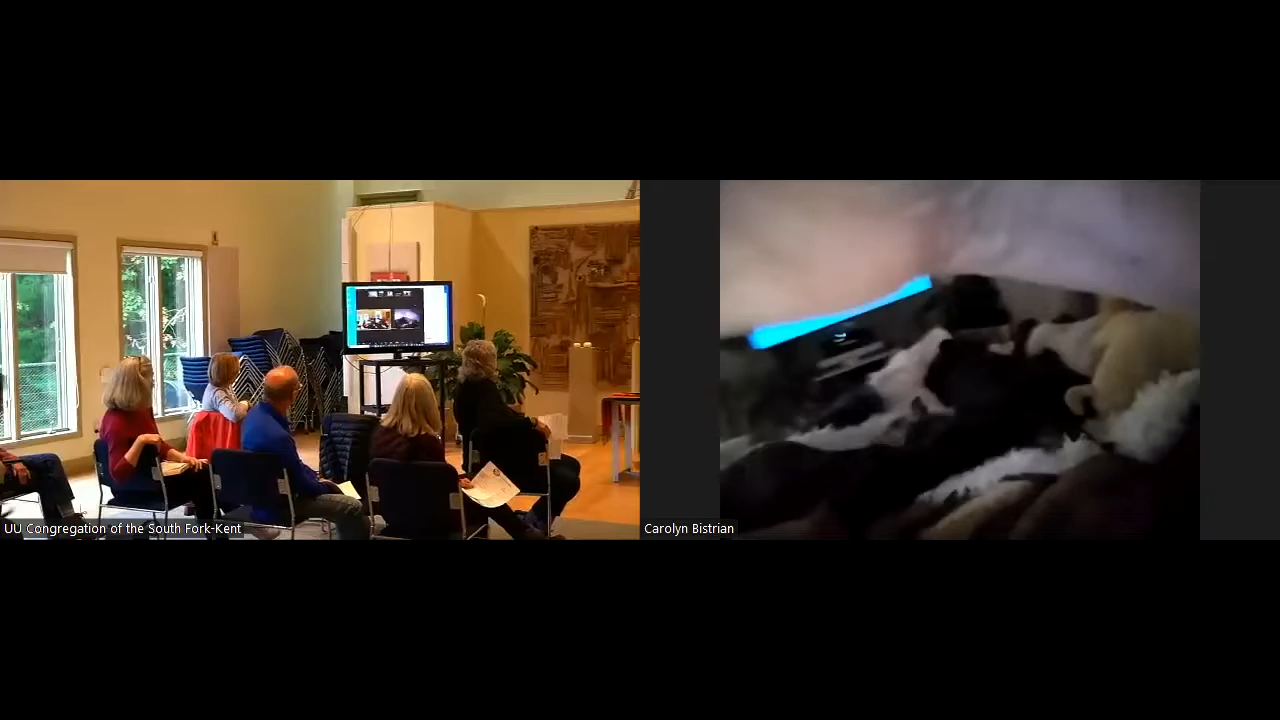 UU Congregation of the South Fork-Kent
Carolyn Bistrian